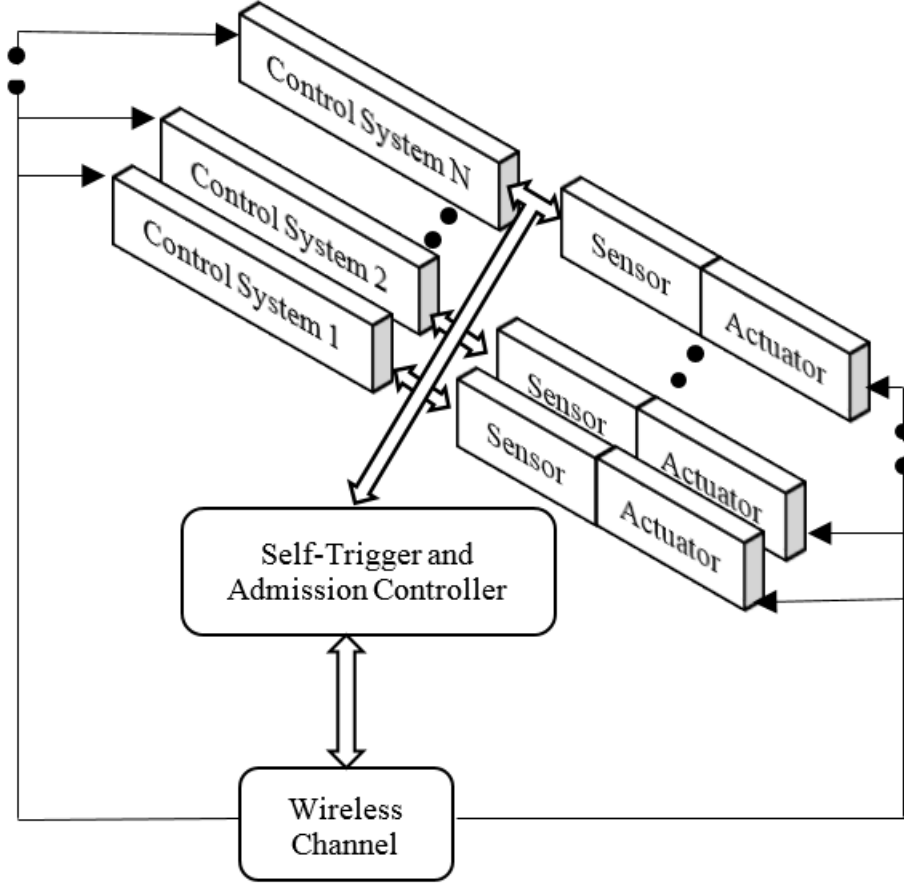 Control System N
Control System 2
Control System 1
Sensor
Actuator
Sensor
Actuator
Sensor
Actuator
Self-Trigger and
Admission Controller
Wireless
Channel